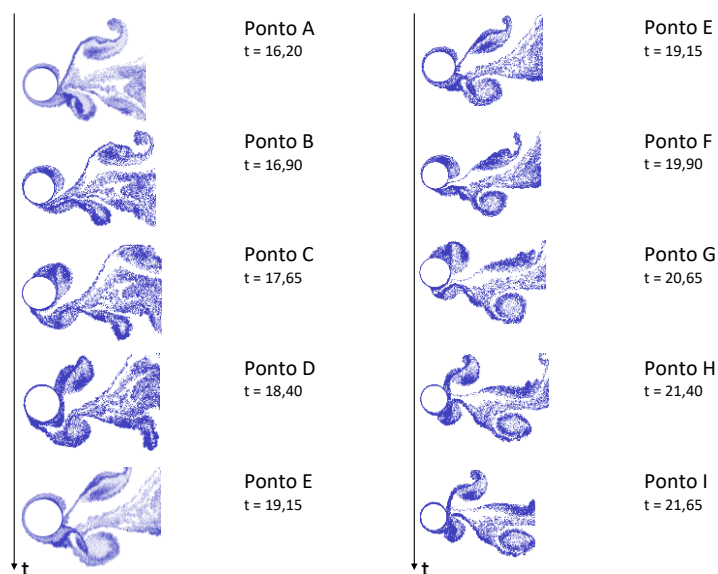 Ponto A
t = 16,20
Ponto B
t = 16,90
Ponto C
t = 17,65
Ponto D
t = 18,40
Ponto E
t = 19,15
t
Ponto E
t = 19,15
Ponto F
t = 19,90
Ponto G
t = 20,65
Ponto H
t = 21,40
Ponto I
t = 21,65
t